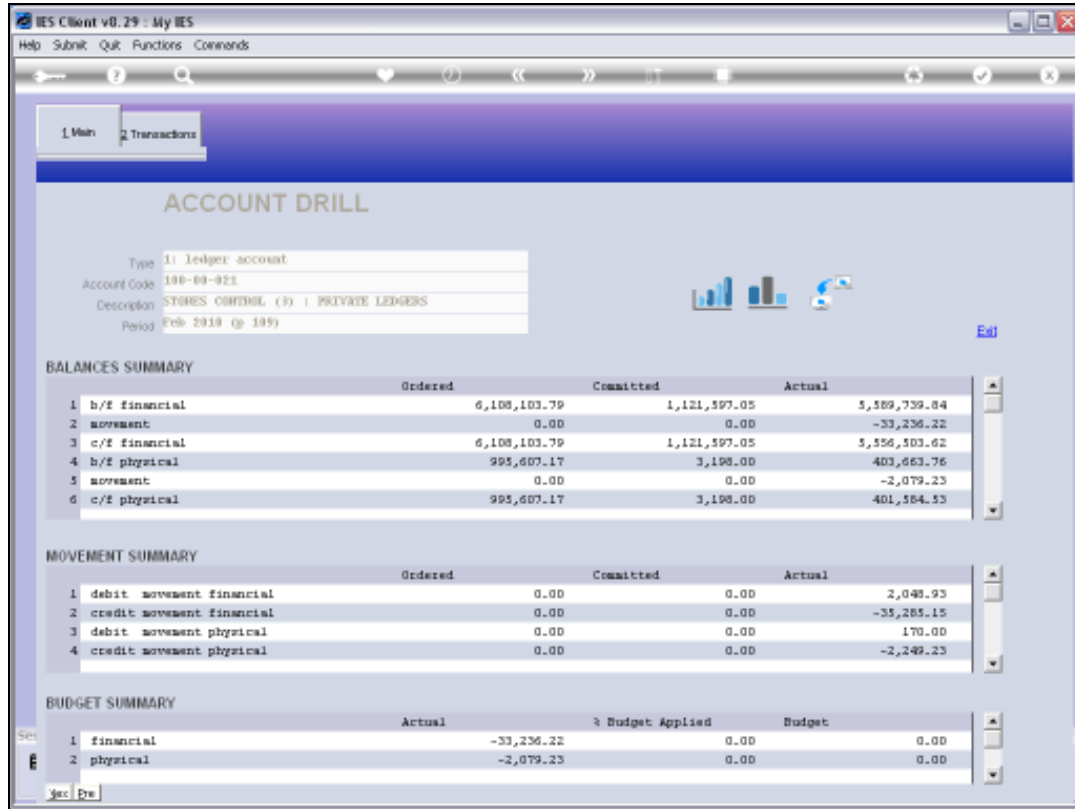 IES Client v8.29 : My IES
Help Submit Quit Functions Commands
1 Main 2 Transactions
ACCOUNT DRILL
Type 1: ledger account
Account Code 100-00-021
Description STORES CONTROL (3) : PRIVATE LEDGERS
Period Feb 2010 (p 109)
Exit
BALANCES SUMMARY
Ordered Committed Actual
1 b/f financial 6,108,103.79 1,121,597.05 5,589,739.84
2 movement 0.00 0.00 -33,236.22
3 c/f financial 6,108,103.79 1,121,597.05 5,556,503.62
4 b/f physical 995,607.17 3,198.00 403,663.76
5 movement 0.00 0.00 -2,079.23
6 c/f physical 995,607.17 3,198.00 401,584.53
MOVEMENT SUMMARY
Ordered Committed Actual
1 debit movement financial 0.00 0.00 2,048.93
2 credit movement financial 0.00 0.00 -35,285.15
3 debit movement physical 0.00 0.00 170.00
4 credit movement physical 0.00 0.00 -2,249.23
BUDGET SUMMARY
Actual % Budget Applied Budget
1 financial -33,236.22 0.00 0.00
2 physical -2,079.23 0.00 0.00
Pre